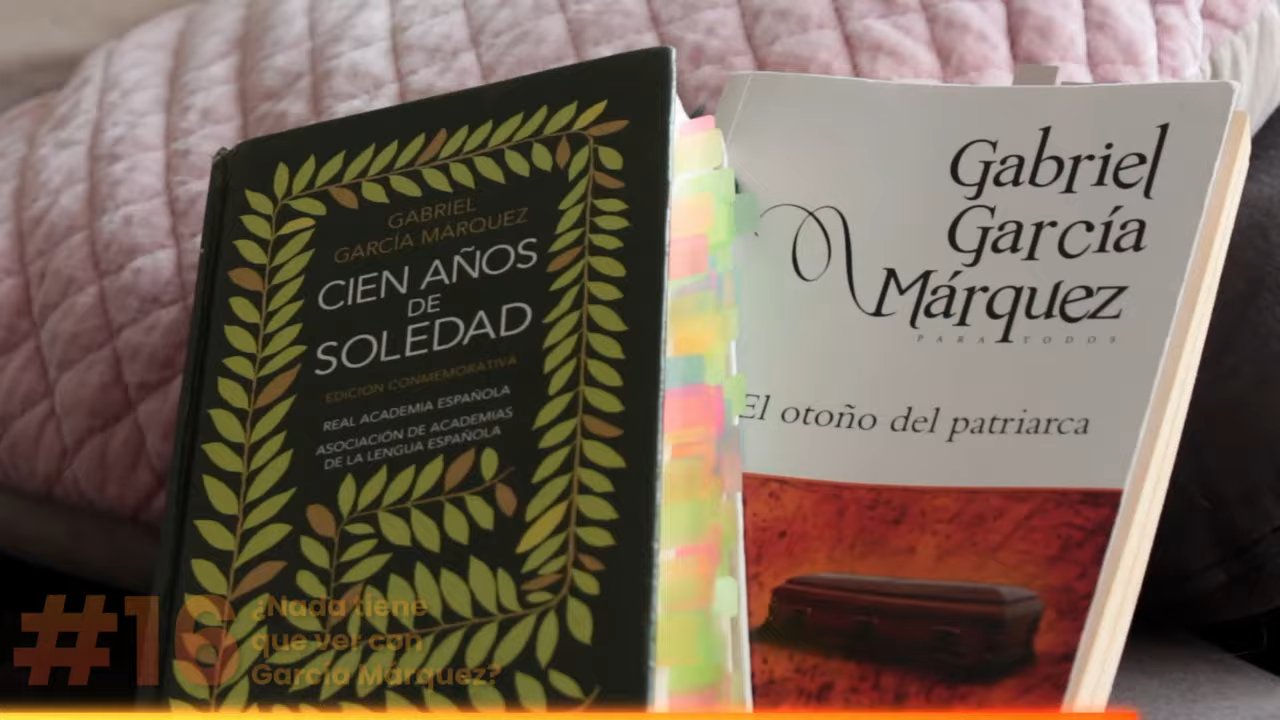 GABRIEL
GARCÍA MÁRQUEZ
CIEN AÑOS
DE
SOLEDAD
EDICIÓN CONMEMORATIVA
REAL ACADEMIA ESPAÑOLA
ASOCIACIÓN DE ACADEMIAS
DE LA LENGUA ESPAÑOLA
Gabriel
García
Márquez
PARA TODOS
El otoño del patriarca
#16
¿Nada tiene
que ver con
García Márquez?